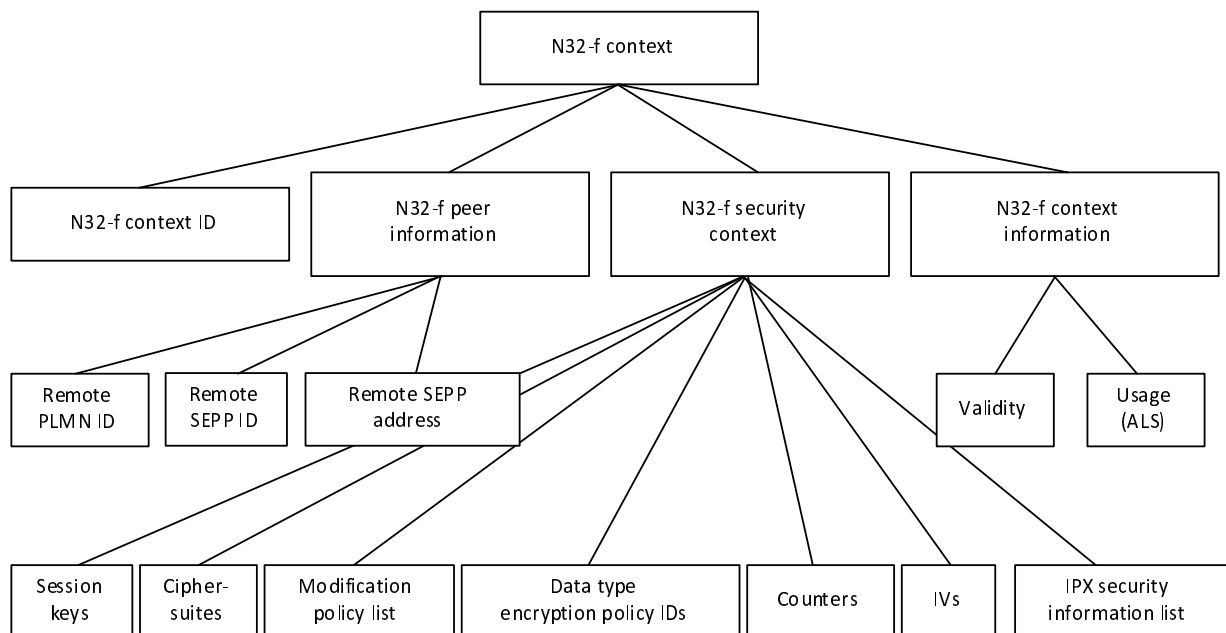 N32-f context
N32-f context ID
N32-f peer
information
N32-f security
context
N32-f context
information
Remote
PLMN ID
Remote
SEPP ID
Remote SEPP
address
Validity
Usage
(ALS)
Session
keys
Cipher-
suites
Modification
policy list
Data type
encryption policy IDs
Counters
IVs
IPX security
information list